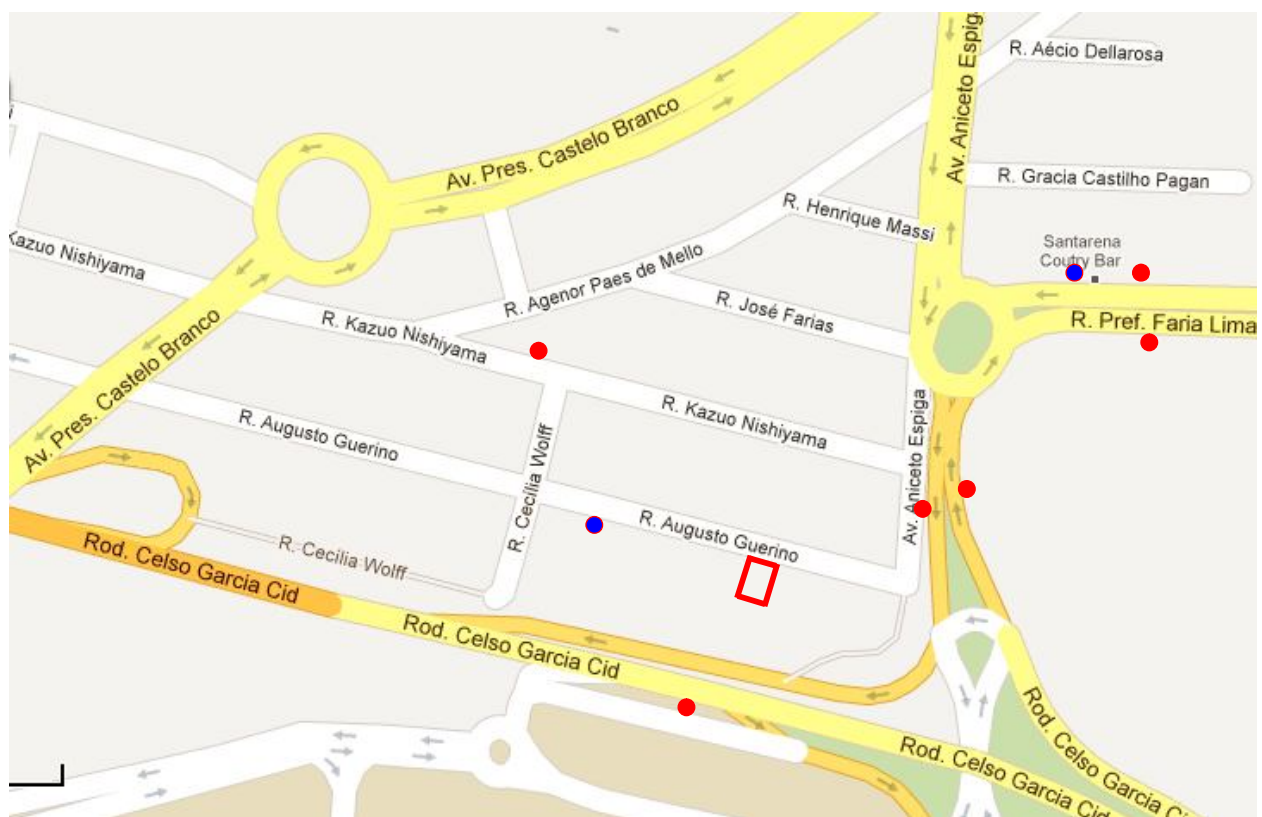 R. Aécio Dellarosa
Av. Aniceto Espig
Av. Pres. Castelo Branco
R. Gracia Castilho Pagan
R. Henrique Massi
Kazuo Nishiyama
Santarena
Coutry Bar
R. Agenor Paes de Mello
R. José Farias
R. Kazuo Nishiyama
R. Pref. Faria Lima
Av. Pres. Castelo Branco
R. Kazuo Nishiyama
R. Augusto Guerino
Av. Aniceto Espiga
R. Cecília Wolff
R. Augusto Guerino
R. Cecília Wolff
Rod. Celso Garcia Cid
Rod. Celso Garcia Cid
Rod. Celso Garcia Ci
Rod. Celso Garcia Cid